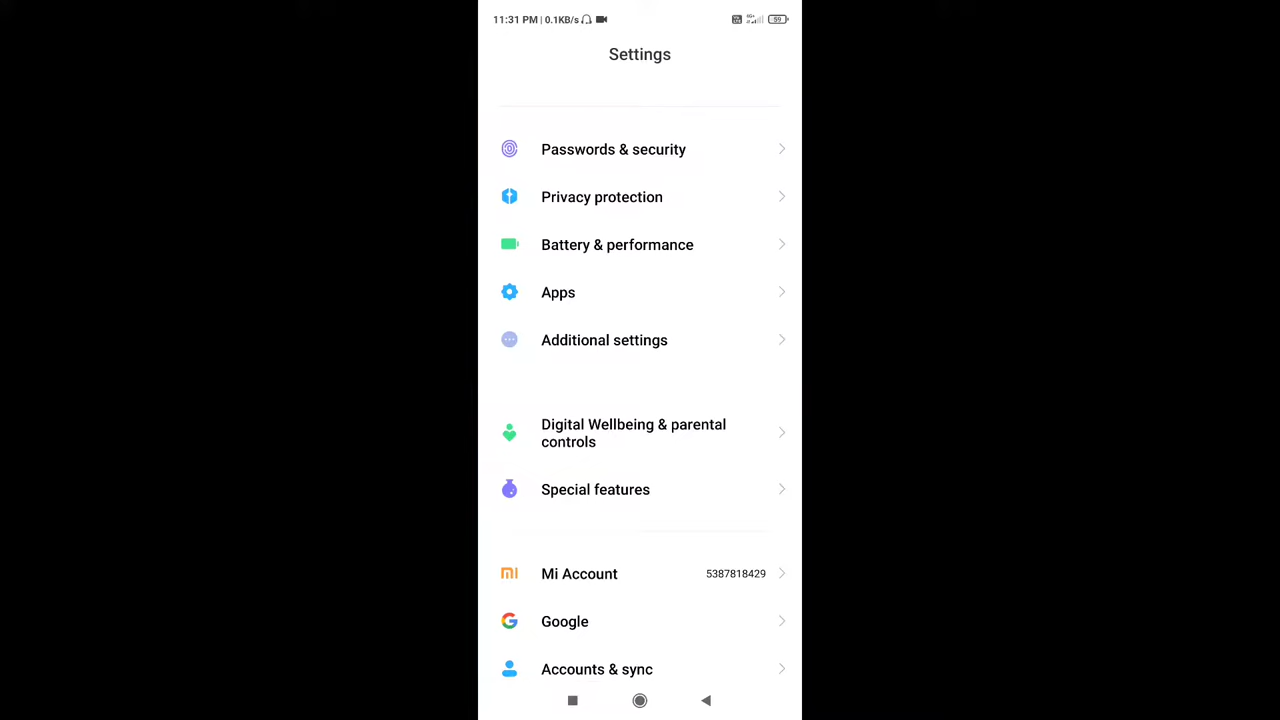 11:31 PM | 0.1KB/s
59
Settings
Passwords & security
Privacy protection
Battery & performance
Apps
Additional settings
Digital Wellbeing & parental
controls
Special features
Mi Account 5387818429
Google
Accounts & sync